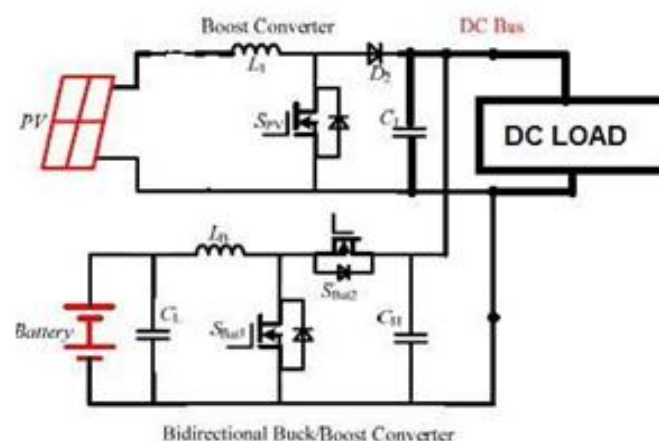 Boost Converter
DC Bus
L1
D2
PV
SPV
C1
DC LOAD
LB
SBat2
Battery
CL
SBat1
CH
Bidirectional Buck/Boost Converter